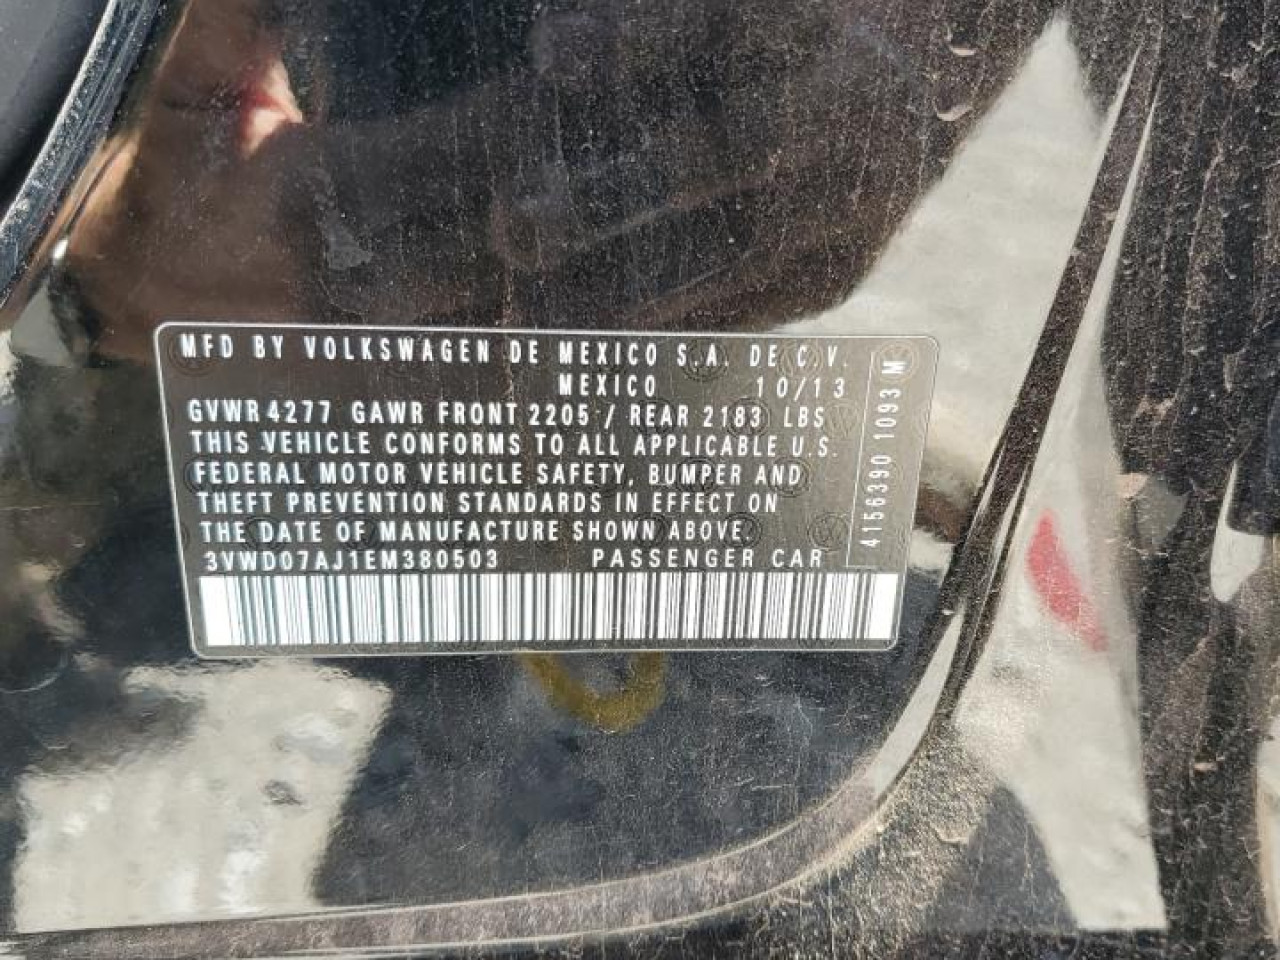 MFD BY VOLKSWAGEN DE MEXICO S.A. DE C.V.
MEXICO 10/13
GVWR 4277 GAWR FRONT 2205 / REAR 2183 LBS
THIS VEHICLE CONFORMS TO ALL APPLICABLE U.S.
FEDERAL MOTOR VEHICLE SAFETY, BUMPER AND
THEFT PREVENTION STANDARDS IN EFFECT ON
THE DATE OF MANUFACTURE SHOWN ABOVE.
3VWD07AJ1EM380503 PASSENGER CAR
4156390 1093 M